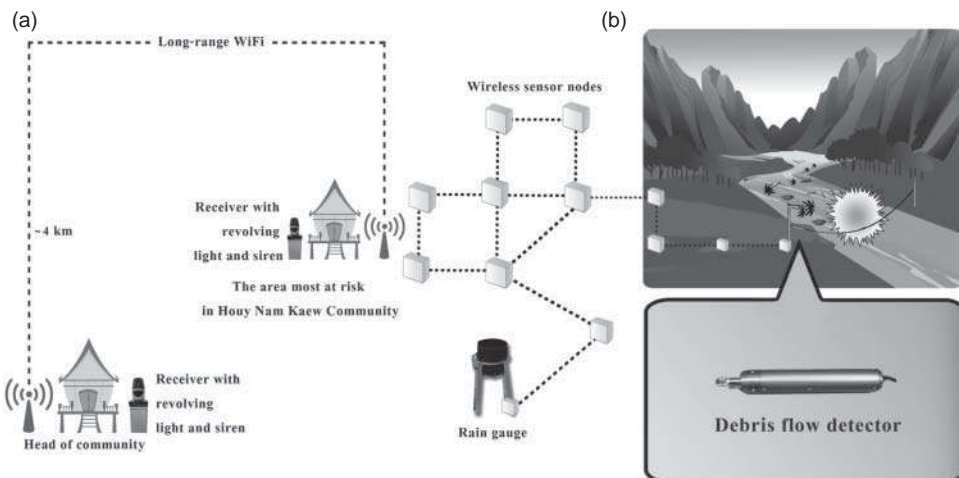 (a)
(b)
Long-range WiFi
Wireless sensor nodes
~4 km
Receiver with
revolving
light and siren
The area most at risk
in Houy Nam Kaew Community
Receiver with
revolving
light and siren
Head of community
Rain gauge
Debris flow detector